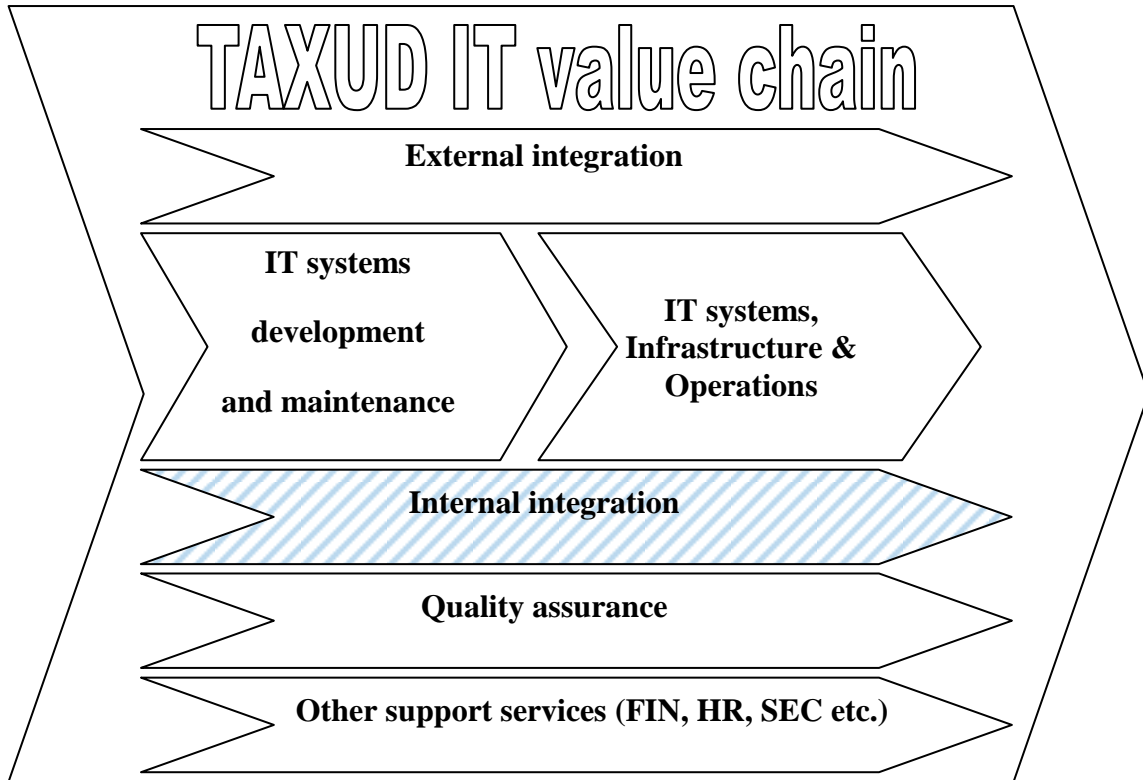 TAXUD IT value chain
External integration
IT systems
development
and maintenance
IT systems,
Infrastructure &
Operations
Internal integration
Quality assurance
Other support services (FIN, HR, SEC etc.)